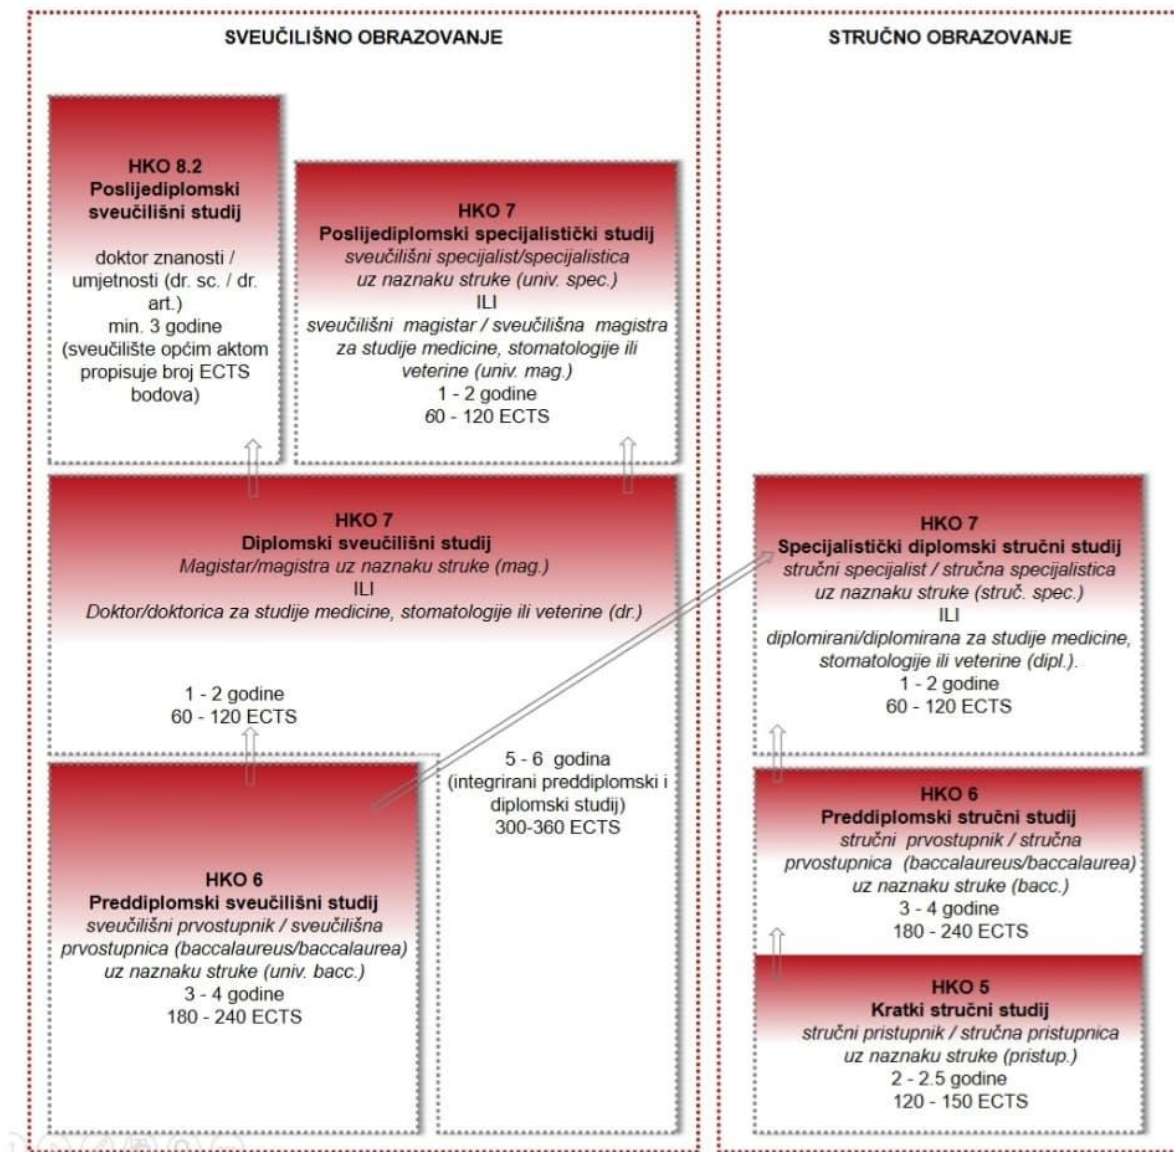 SVEUČILIŠNO OBRAZOVANJE
HKO 8.2
Poslijediplomski
sveučilišni studij
doktor znanosti /
umjetnosti (dr. sc. / dr.
art.)
min. 3 godine
(sveučilište općim aktom
propisuje broj ECTS
bodova)
HKO 7
Poslijediplomski specijalistički studij
sveučilišni specijalist/specijalistica
uz naznaku struke (univ. spec.)
ILI
sveučilišni magistar / sveučilišna magistra
za studije medicine, stomatologije ili
veterine (univ. mag.)
1 - 2 godine
60 - 120 ECTS
HKO 7
Diplomski sveučilišni studij
Magistar/magistra uz naznaku struke (mag.)
ILI
Doktor/doktorica za studije medicine, stomatologije ili veterine (dr.)
1 - 2 godine
60 - 120 ECTS
5 - 6 godina
(integrirani preddiplomski i
diplomski studij)
300-360 ECTS
HKO 6
Preddiplomski sveučilišni studij
sveučilišni prvostupnik / sveučilišna
prvostupnica (baccalaureus/baccalaurea)
uz naznaku struke (univ. bacc.)
3 - 4 godine
180 - 240 ECTS
STRUČNO OBRAZOVANJE
HKO 7
Specijalistički diplomski stručni studij
stručni specijalist / stručna specijalistica
uz naznaku struke (struč. spec.)
ILI
diplomirani/diplomirana za studije medicine,
stomatologije ili veterine (dipl.).
1 - 2 godine
60 - 120 ECTS
HKO 6
Preddiplomski stručni studij
stručni prvostupnik / stručna
prvostupnica (baccalaureus/baccalaurea)
uz naznaku struke (bacc.)
3 - 4 godine
180 - 240 ECTS
HKO 5
Kratki stručni studij
stručni pristupnik / stručna pristupnica
uz naznaku struke (pristup.)
2 - 2.5 godine
120 - 150 ECTS